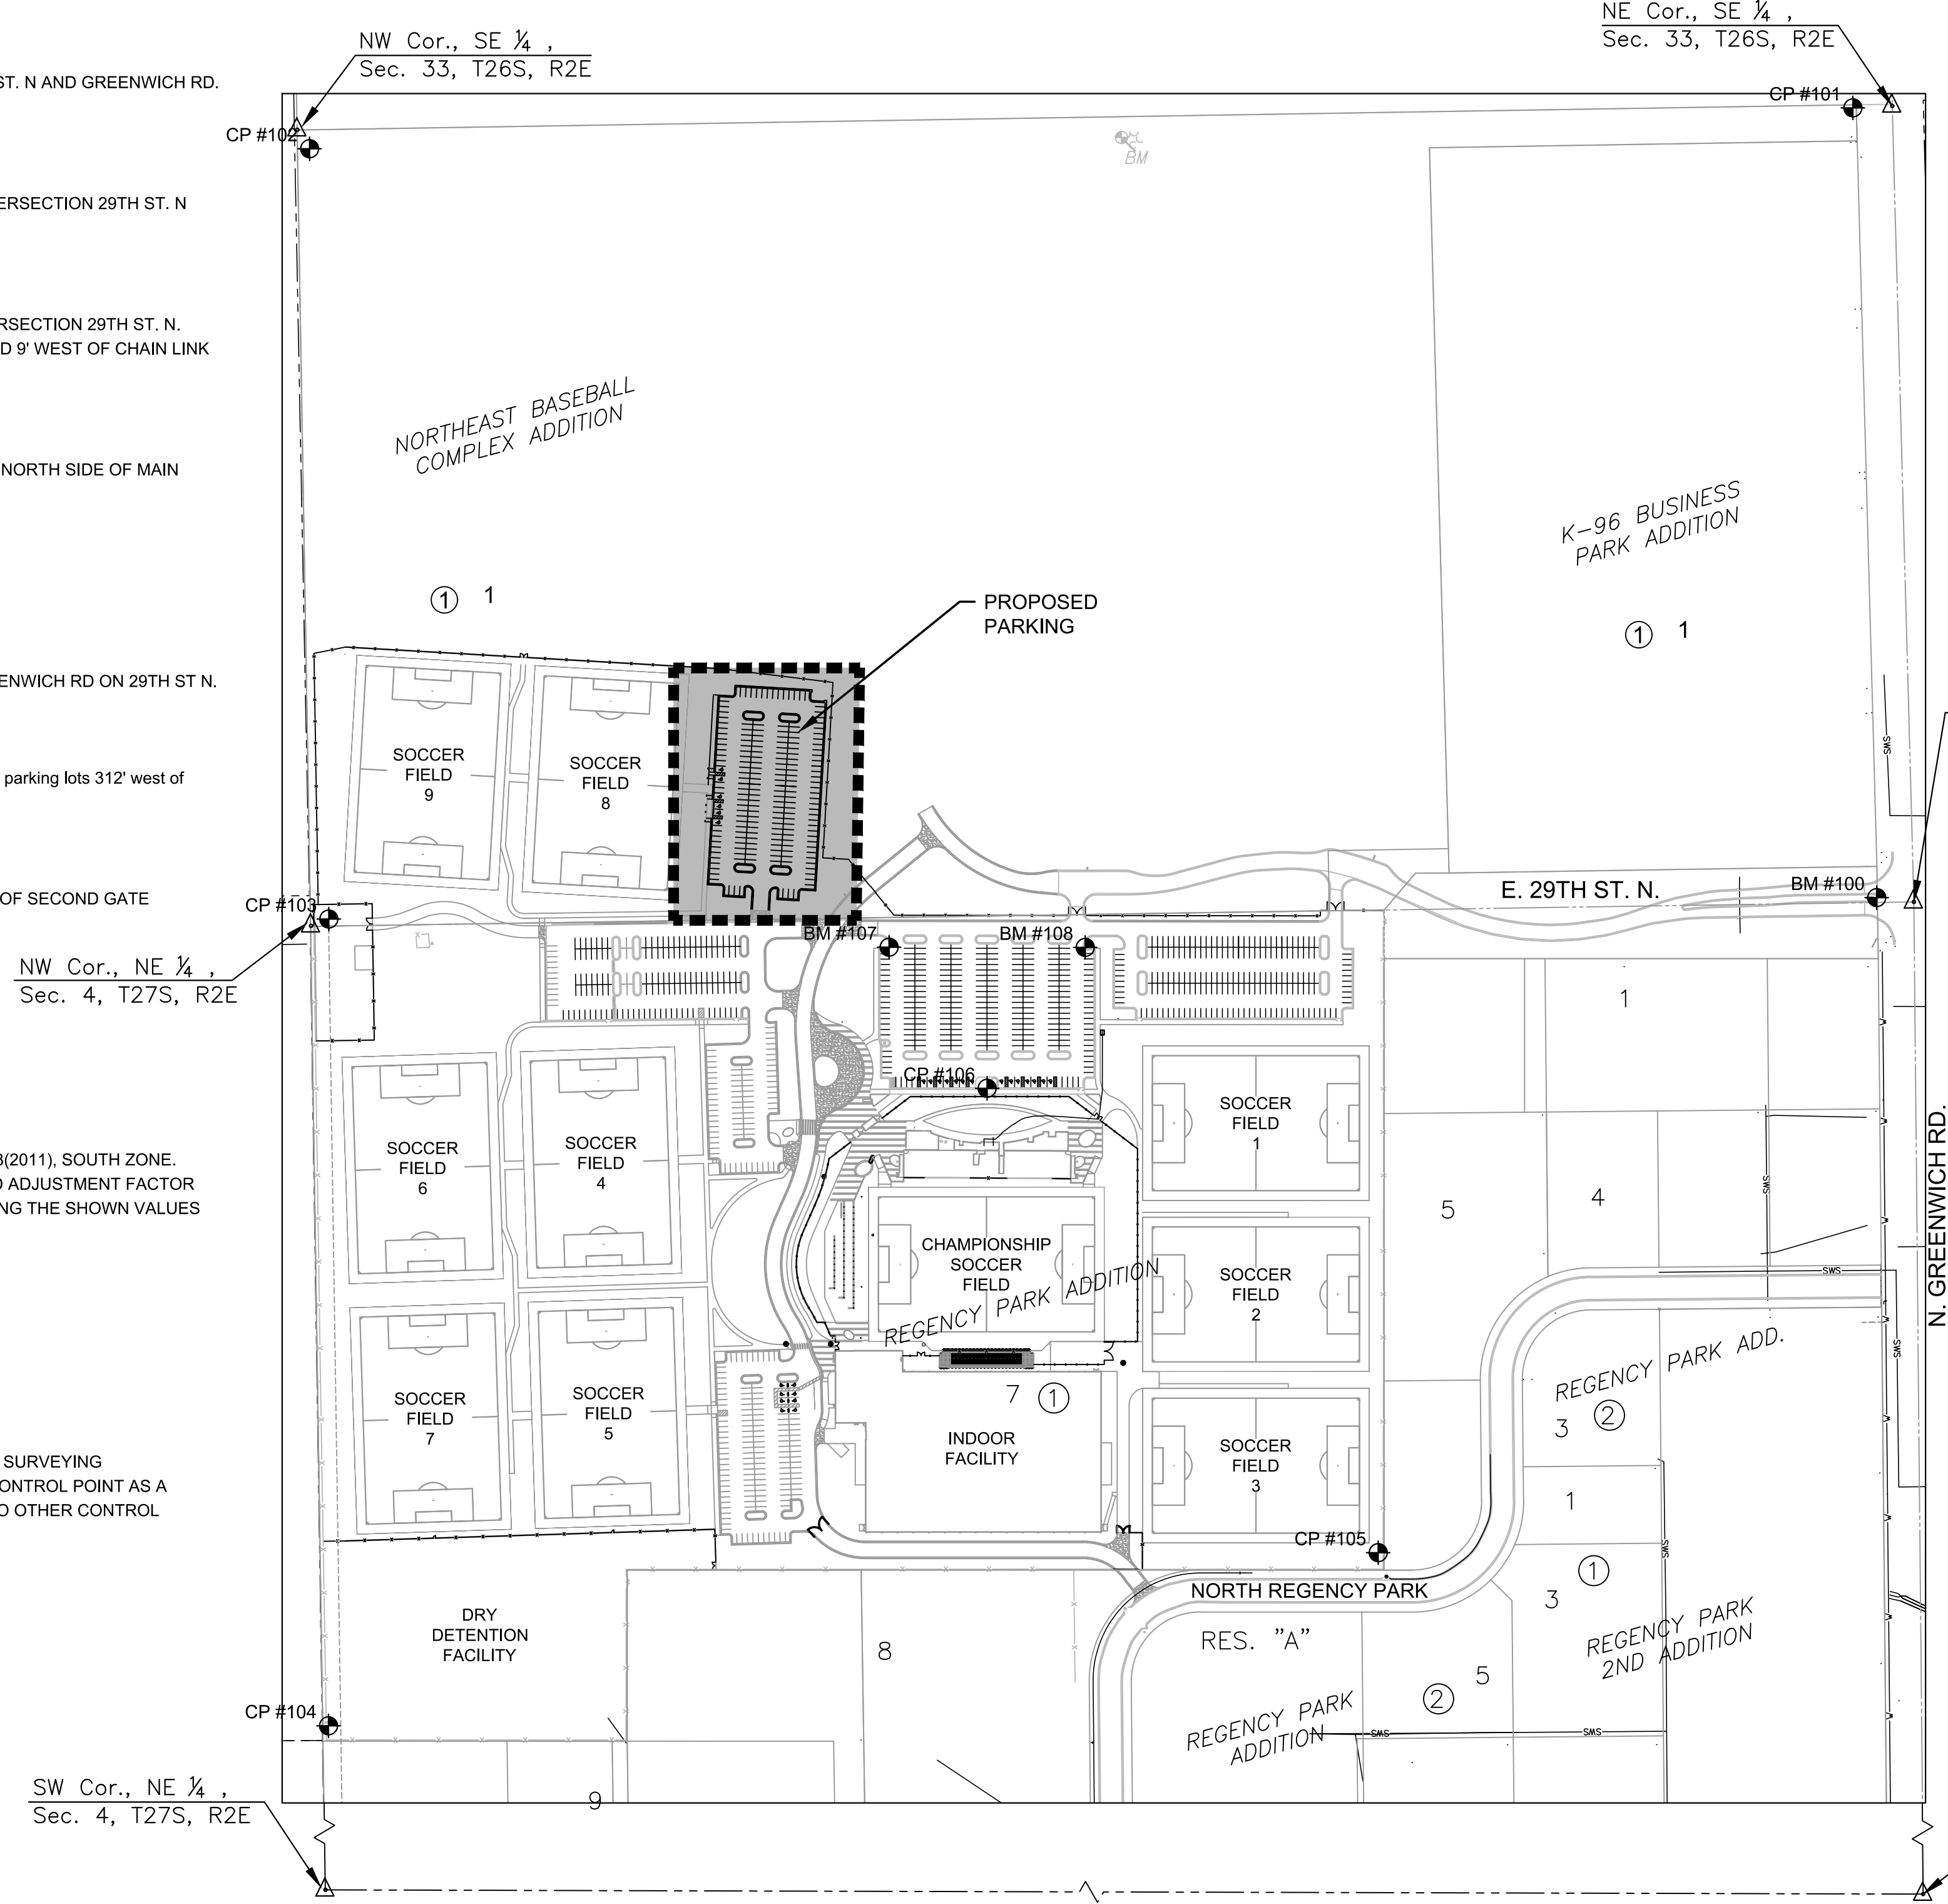 NW Cor., SE ¼ ,
Sec. 33, T26S, R2E
NE Cor., SE ¼ ,
Sec. 33, T26S, R2E
ST. N AND GREENWICH RD.
CP #102
CP #101
BM
ERSECTION 29TH ST. N
RSECTION 29TH ST. N.
D 9' WEST OF CHAIN LINK
NORTHEAST BASEBALL
COMPLEX ADDITION
NORTH SIDE OF MAIN
K-96 BUSINESS
PARK ADDITION
1 1
PROPOSED
PARKING
1 1
ENWICH RD ON 29TH ST N.
SOCCER
FIELD
9
SOCCER
FIELD
8
SWS
parking lots 312' west of
OF SECOND GATE
CP #103
E. 29TH ST. N.
BM #100
BM #107
BM #108
NW Cor., NE ¼ ,
Sec. 4, T27S, R2E
1
CP #106
SOCCER
FIELD
6
SOCCER
FIELD
4
SOCCER
FIELD
1
3(2011), SOUTH ZONE.
D ADJUSTMENT FACTOR
NG THE SHOWN VALUES
SWS
5
4
N. GREENWICH RD.
CHAMPIONSHIP
SOCCER
FIELD
REGENCY PARK ADDITION
SOCCER
FIELD
2
SWS
SWS
REGENCY PARK ADD.
3 2
SOCCER
FIELD
7
SOCCER
FIELD
5
7 1
INDOOR
FACILITY
SOCCER
FIELD
3
SURVEYING
ONTROL POINT AS A
O OTHER CONTROL
1
CP #105
SWS
NORTH REGENCY PARK
3
1
DRY
DETENTION
FACILITY
8
RES. "A"
REGENCY PARK
2ND ADDITION
5
2
REGENCY PARK
ADDITION
SWS
SWS
CP #104
SW Cor., NE ¼ ,
Sec. 4, T27S, R2E
9